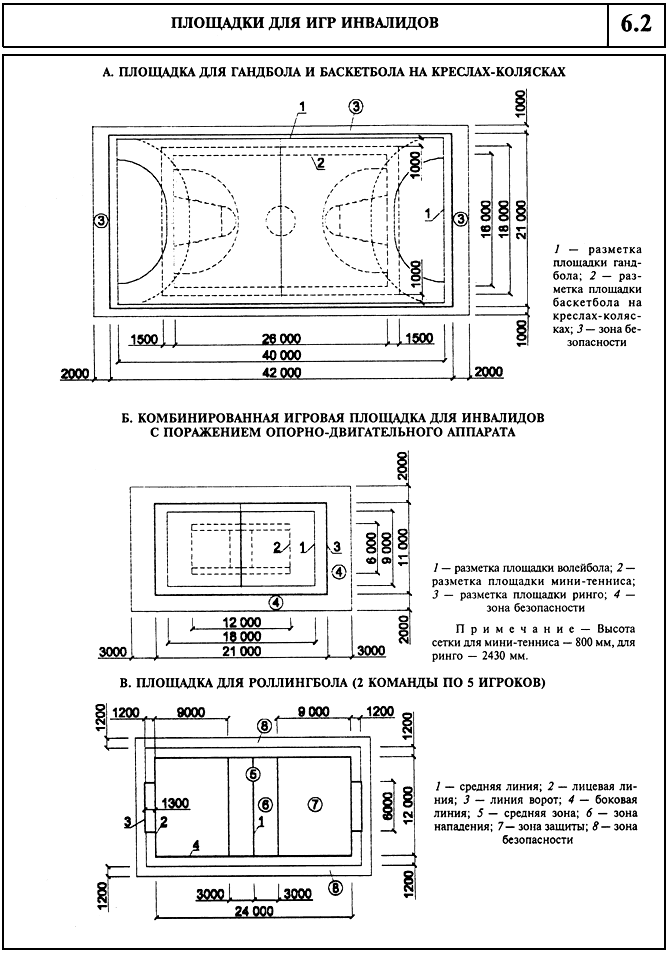 ПЛОЩАДКИ ДЛЯ ИГР ИНВАЛИДОВ
6.2
А. ПЛОЩАДКА ДЛЯ ГАНДБОЛА И БАСКЕТБОЛА НА КРЕСЛАХ-КОЛЯСКАХ
1
3
2
1000
1000
3
1
3
1000
16 000
18 000
21 000
1000
1500
26 000
1500
40 000
2000
42 000
2000
1 — разметка
площадки ганд-
бола; 2 — раз-
метка площадки
баскетбола на
креслах-коляс-
ках; 3 — зона бе-
зопасности
Б. КОМБИНИРОВАННАЯ ИГРОВАЯ ПЛОЩАДКА ДЛЯ ИНВАЛИДОВ
С ПОРАЖЕНИЕМ ОПОРНО-ДВИГАТЕЛЬНОГО АППАРАТА
2000
2
1
3
4
4
6 000
9 000
11 000
2000
12 000
18 000
3000
21 000
3000
1 — разметка площадки волейбола; 2 —
разметка площадки мини-тенниса;
3 — разметка площадки ринго; 4 —
зона безопасности
Примечание — Высота
сетки для мини-тенниса — 800 мм, для
ринго — 2430 мм.
В. ПЛОЩАДКА ДЛЯ РОЛЛИНГБОЛА (2 КОМАНДЫ ПО 5 ИГРОКОВ)
1200
1200
9000
9 000
1200
1200
8
5
6
7
1300
3
2
1
4
6000
12 000
8
1200
1200
3000
3000
24 000
1 — средняя линия; 2 — лицевая ли-
ния; 3 — линия ворот; 4 — боковая
линия; 5 — средняя зона; 6 — зона
нападения; 7 — зона защиты; 8 — зона
безопасности